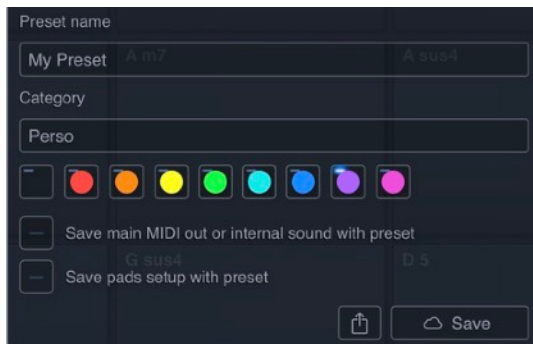 Preset name
My Preset
A m7
A sus4
Category
Perso
Save main MIDI out or internal sound with preset
G sus4
D 5
Save pads setup with preset
Save